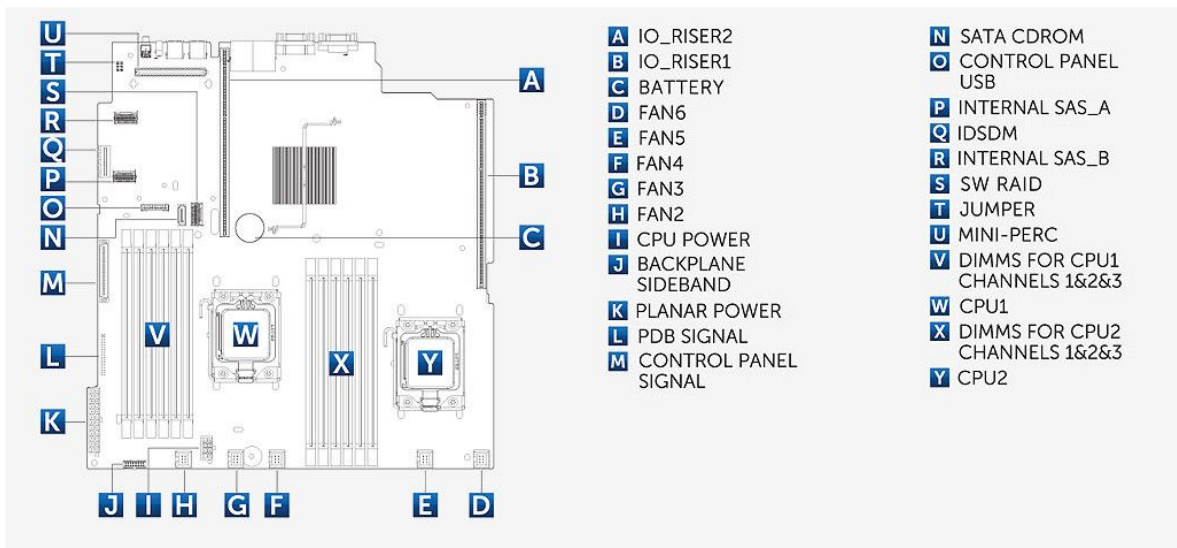 U
T
S
R
Q
P
O
N
M
L
K
J
I
H
G
F
E
D
A
B
C
V
W
X
Y
A IO_RISER2
B IO_RISER1
C BATTERY
D FAN6
E FAN5
F FAN4
G FAN3
H FAN2
I CPU POWER
J BACKPLANE
SIDEBAND
K PLANAR POWER
L PDB SIGNAL
M CONTROL PANEL
SIGNAL
N SATA CDROM
O CONTROL PANEL
USB
P INTERNAL SAS_A
Q IDSDM
R INTERNAL SAS_B
S SW RAID
T JUMPER
U MINI-PERC
V DIMMS FOR CPU1
CHANNELS 1&2&3
W CPU1
X DIMMS FOR CPU2
CHANNELS 1&2&3
Y CPU2